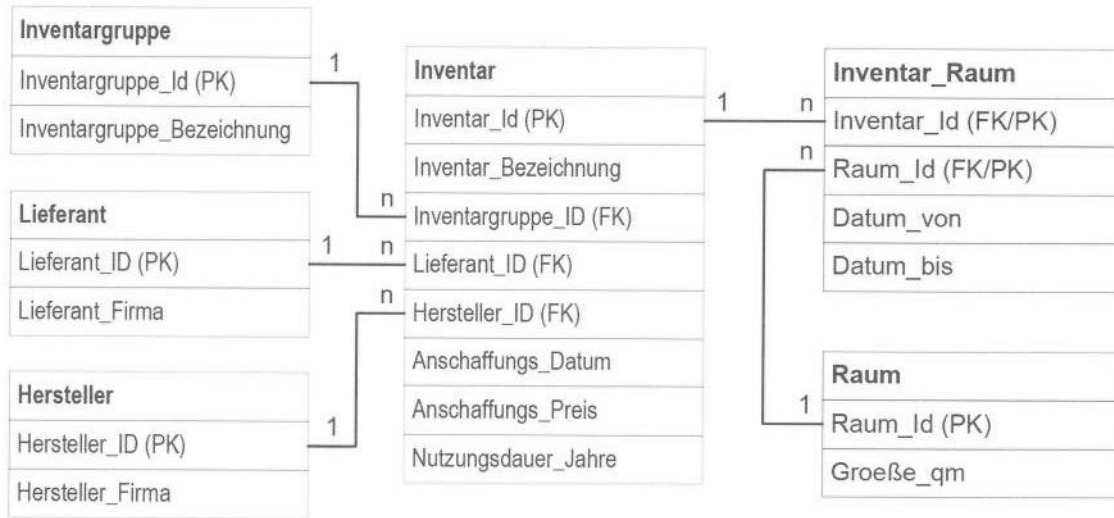 Inventargruppe
Inventargruppe_Id (PK)
Inventargruppe_Bezeichnung
1
Lieferant
Lieferant_ID (PK)
Lieferant_Firma
1
Hersteller
Hersteller_ID (PK)
Hersteller_Firma
1
n
n
n
Inventar
Inventar_Id (PK)
Inventar_Bezeichnung
Inventargruppe_ID (FK)
Lieferant_ID (FK)
Hersteller_ID (FK)
Anschaffungs_Datum
Anschaffungs_Preis
Nutzungsdauer_Jahre
1
n
n
Inventar_Raum
Inventar_Id (FK/PK)
Raum_Id (FK/PK)
Datum_von
Datum_bis
1
Raum
Raum_Id (PK)
Groeße_qm